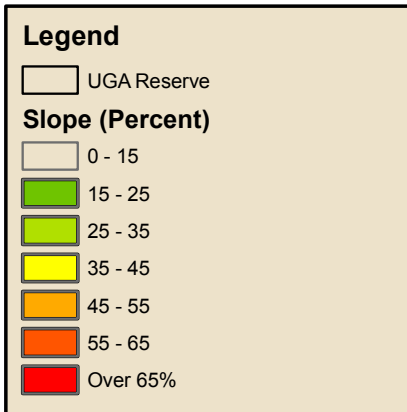 Legend
UGA Reserve
Slope (Percent)
0 - 15
15 - 25
25 - 35
35 - 45
45 - 55
55 - 65
Over 65%